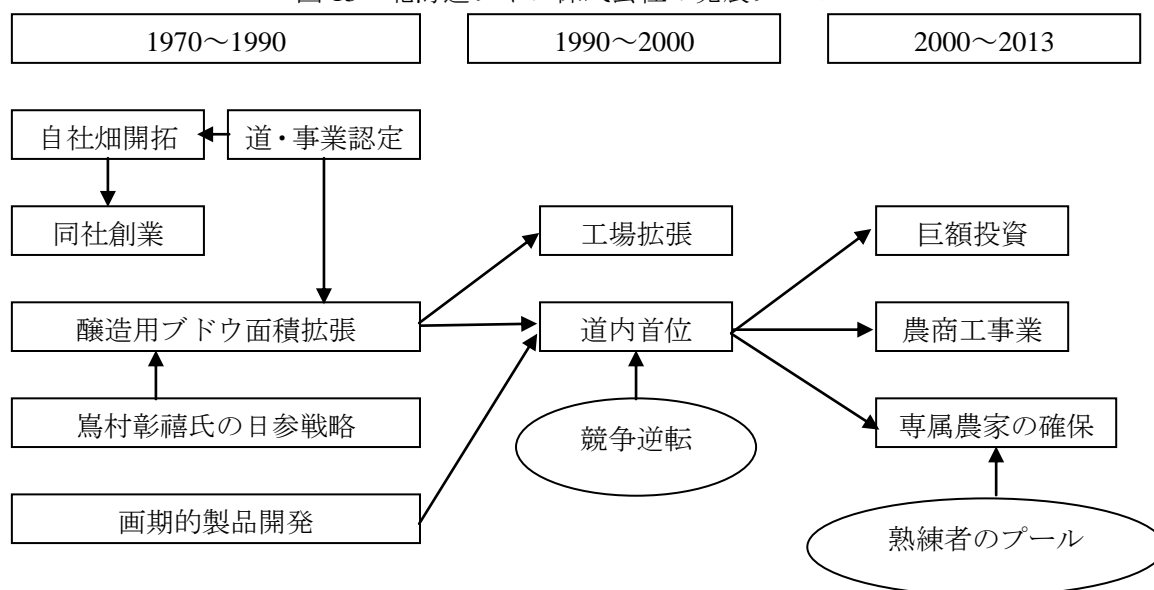 1970～1990
1990～2000
2000～2013
自社畑開拓
道・事業認定
同社創業
工場拡張
巨額投資
醸造用ブドウ面積拡張
道内首位
農商工事業
嶌村彰禧氏の日参戦略
競争逆転
専属農家の確保
画期的製品開発
熟練者のプール